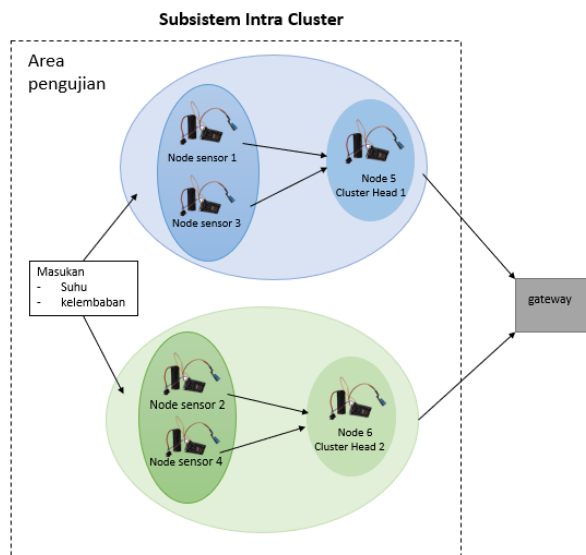 Subsistem Intra Cluster
Area
pengujian
Node sensor 1
Node sensor 3
Node 5
Cluster Head 1
Masukan
- Suhu
- kelembaban
gateway
Node sensor 2
Node sensor 4
Node 6
Cluster Head 2